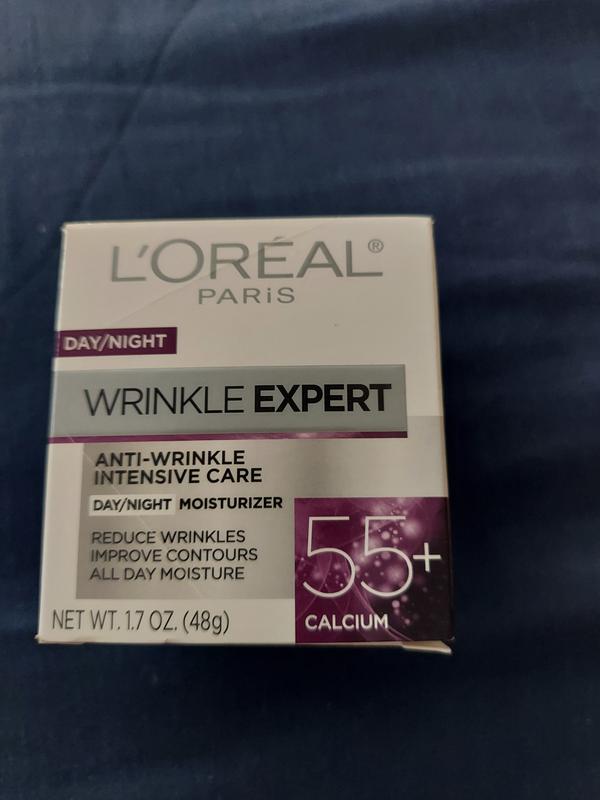 L'ORÉAL®
PARiS
DAY/NIGHT
WRINKLE EXPERT
ANTI-WRINKLE
INTENSIVE CARE
DAY/NIGHT MOISTURIZER
REDUCE WRINKLES
IMPROVE CONTOURS
ALL DAY MOISTURE
55+
CALCIUM
NET WT. 1.7 OZ. (48g)